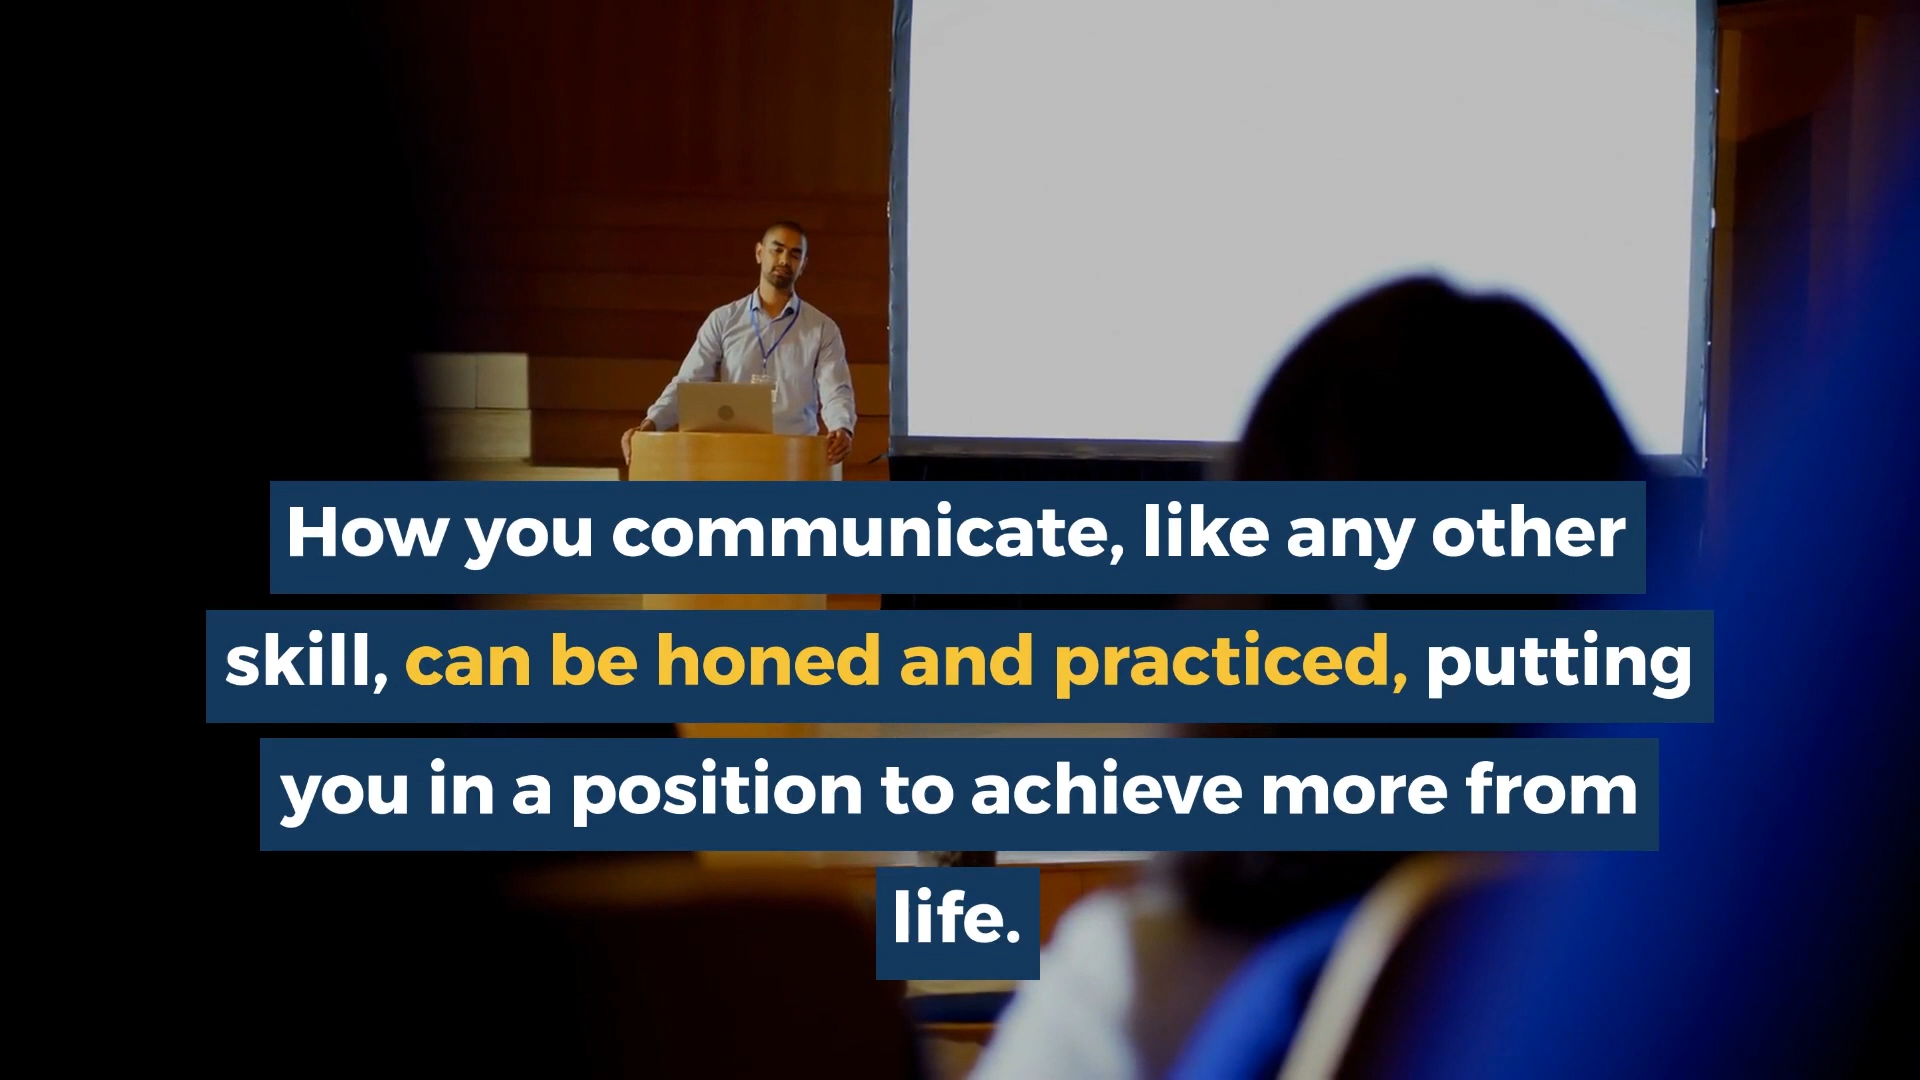 How you communicate, like any other
skill, can be honed and practiced, putting
you in a position to achieve more from
life.